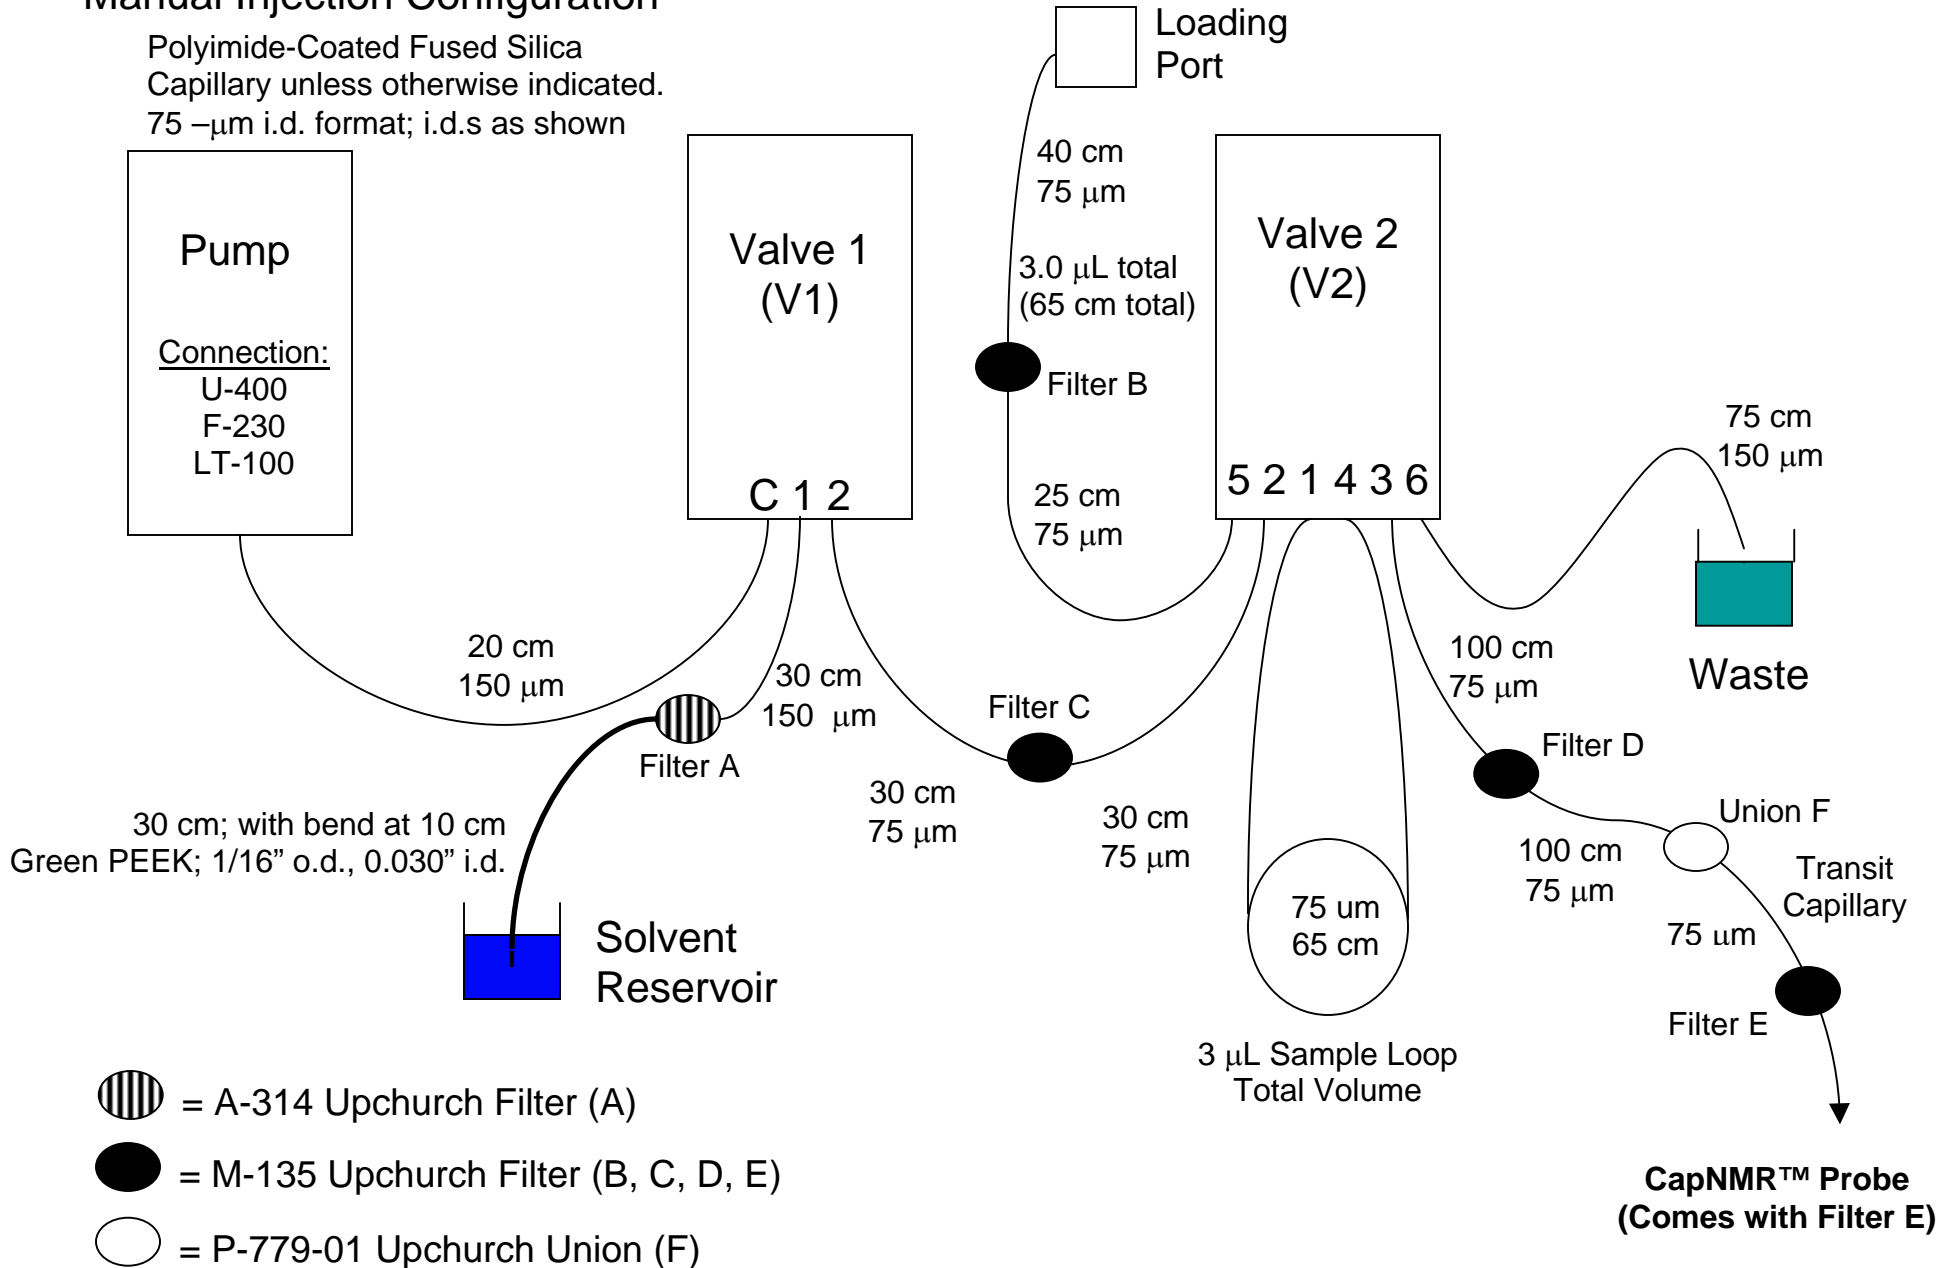 Manual Injection Configuration
Polyimide-Coated Fused Silica
Capillary unless otherwise indicated.
75 –μm i.d. format; i.d.s as shown
Loading
Port
Pump
Connection:
U-400
F-230
LT-100
Valve 1
(V1)
C 1 2
40 cm
75 μm
3.0 μL total
(65 cm total)
Filter B
25 cm
75 μm
Valve 2
(V2)
5 2 1 4 3 6
75 cm
150 μm
Waste
20 cm
150 μm
30 cm
150 μm
Filter A
Filter C
30 cm
75 μm
30 cm
75 μm
100 cm
75 μm
Filter D
Union F
100 cm
75 μm
Transit
Capillary
75 μm
Filter E
30 cm; with bend at 10 cm
Green PEEK; 1/16” o.d., 0.030” i.d.
Solvent
Reservoir
75 um
65 cm
3 μL Sample Loop
Total Volume
= A-314 Upchurch Filter (A)
= M-135 Upchurch Filter (B, C, D, E)
= P-779-01 Upchurch Union (F)
CapNMR™ Probe
(Comes with Filter E)